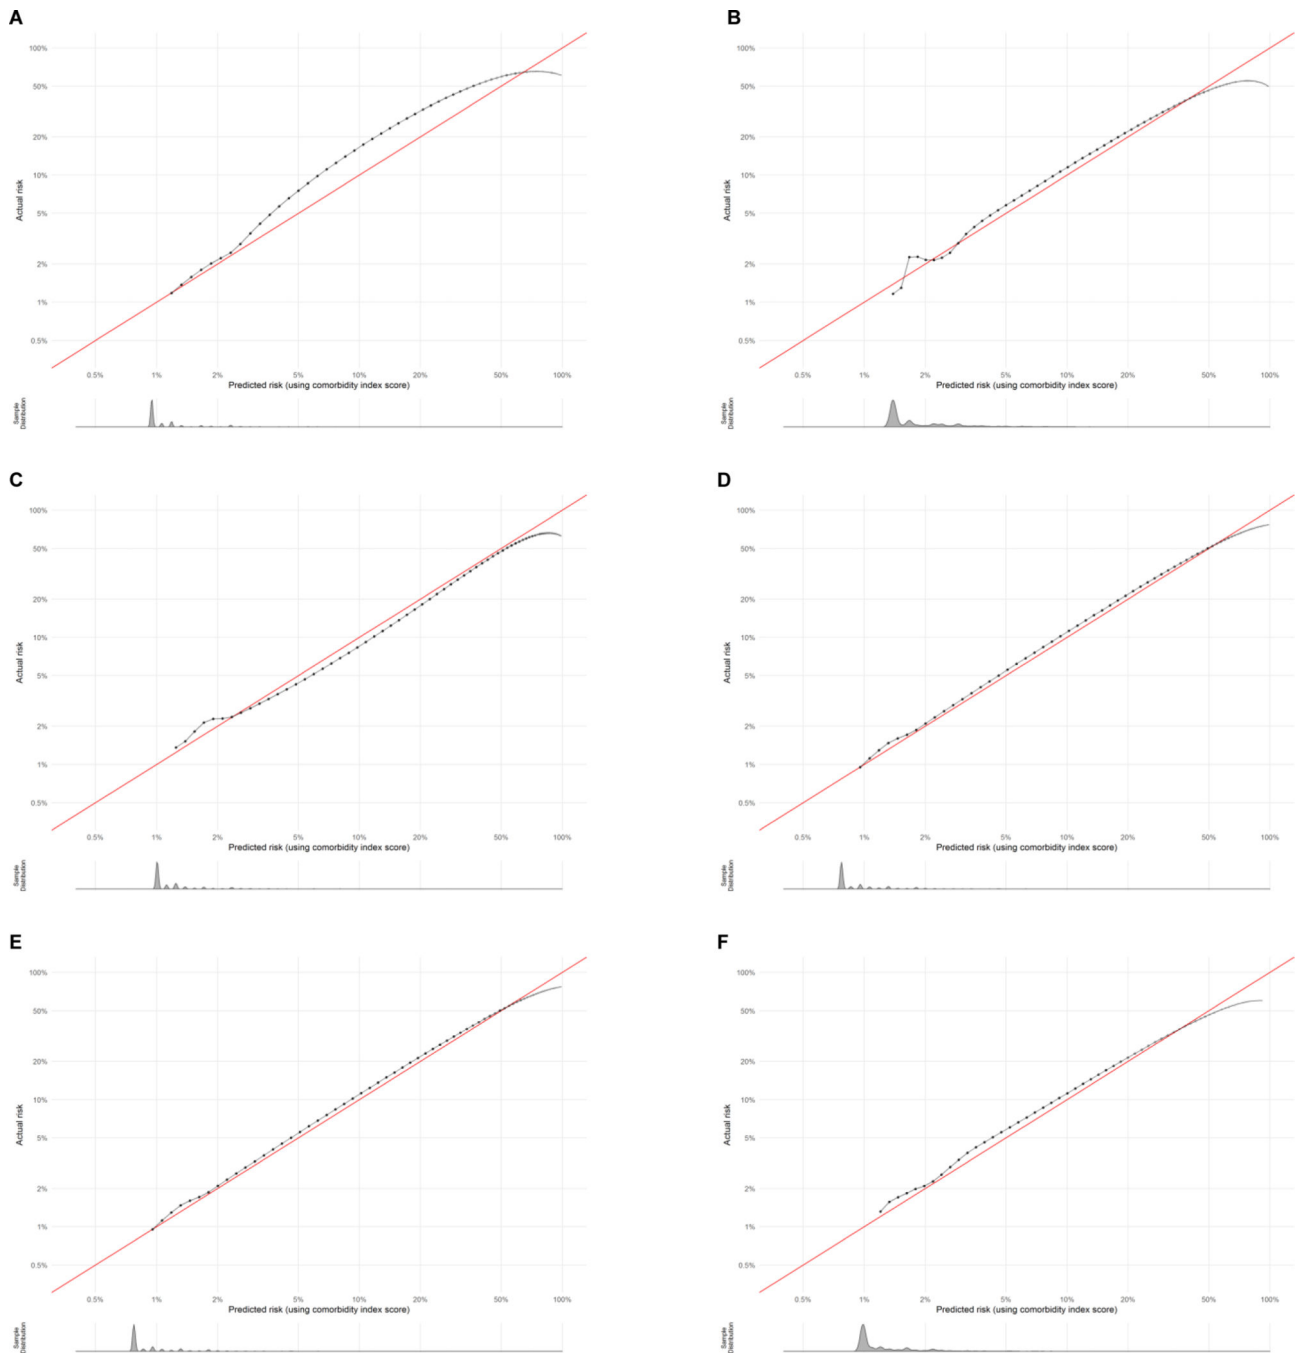 A
100%
50%
20%
10%
5%
2%
1%
0.5%
Actual risk
0.5% 1% 2% 5% 10% 20% 50% 100%
Predicted risk (using comorbidity index score)
Sample
Distribution
B
100%
50%
20%
10%
5%
2%
1%
0.5%
Actual risk
0.5% 1% 2% 5% 10% 20% 50% 100%
Predicted risk (using comorbidity index score)
Sample
Distribution
C
100%
50%
20%
10%
5%
2%
1%
0.5%
Actual risk
0.5% 1% 2% 5% 10% 20% 50% 100%
Predicted risk (using comorbidity index score)
Sample
Distribution
D
100%
50%
20%
10%
5%
2%
1%
0.5%
Actual risk
0.5% 1% 2% 5% 10% 20% 50% 100%
Predicted risk (using comorbidity index score)
Sample
Distribution
E
100%
50%
20%
10%
5%
2%
1%
0.5%
Actual risk
0.5% 1% 2% 5% 10% 20% 50% 100%
Predicted risk (using comorbidity index score)
Sample
Distribution
F
100%
50%
20%
10%
5%
2%
1%
0.5%
Actual risk
0.5% 1% 2% 5% 10% 20% 50% 100%
Predicted risk (using comorbidity index score)
Sample
Distribution